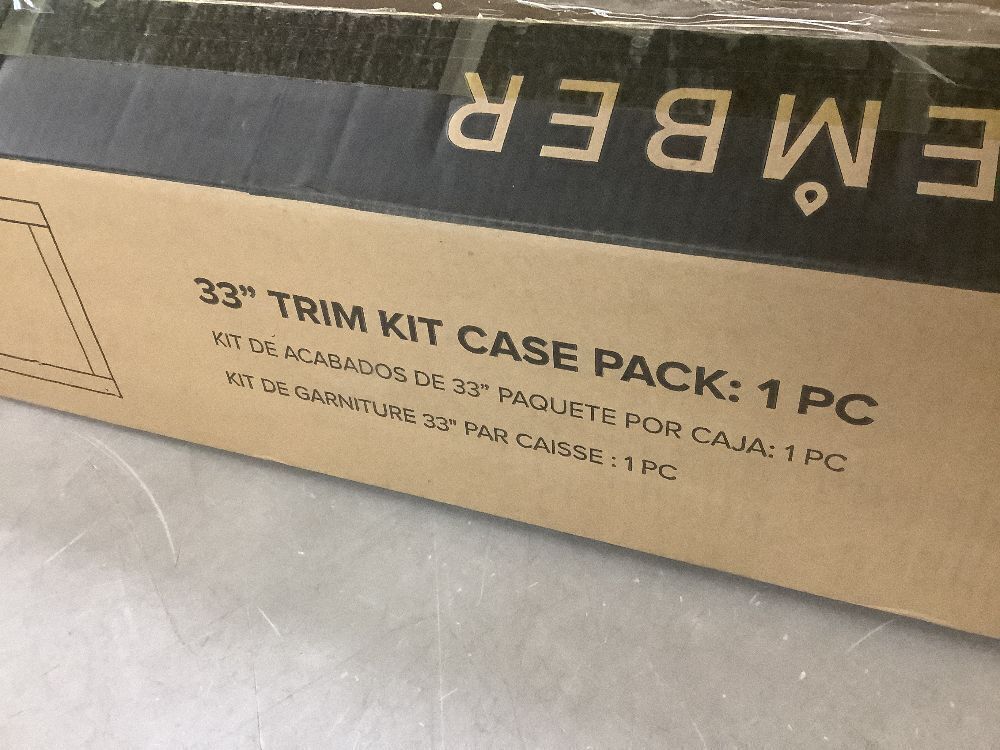 EMBER
33” TRIM KIT CASE PACK: 1 PC
KIT DE ACABADOS DE 33” PAQUETE POR CAJA: 1 PC
KIT DE GARNITURE 33" PAR CAISSE : 1 PC